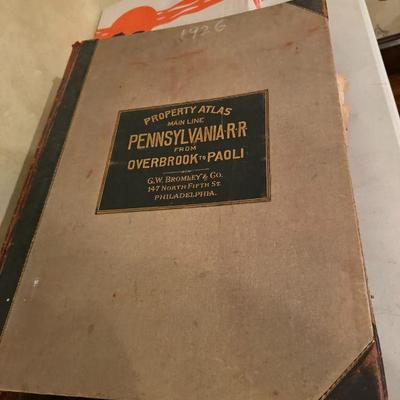 1926
PROPERTY ATLAS
MAIN LINE
PENNSYLVANIA R·R
FROM
OVERBROOK TO PAOLI
G.W. BROMLEY & CO.
147 NORTH FIFTH ST.
PHILADELPHIA.